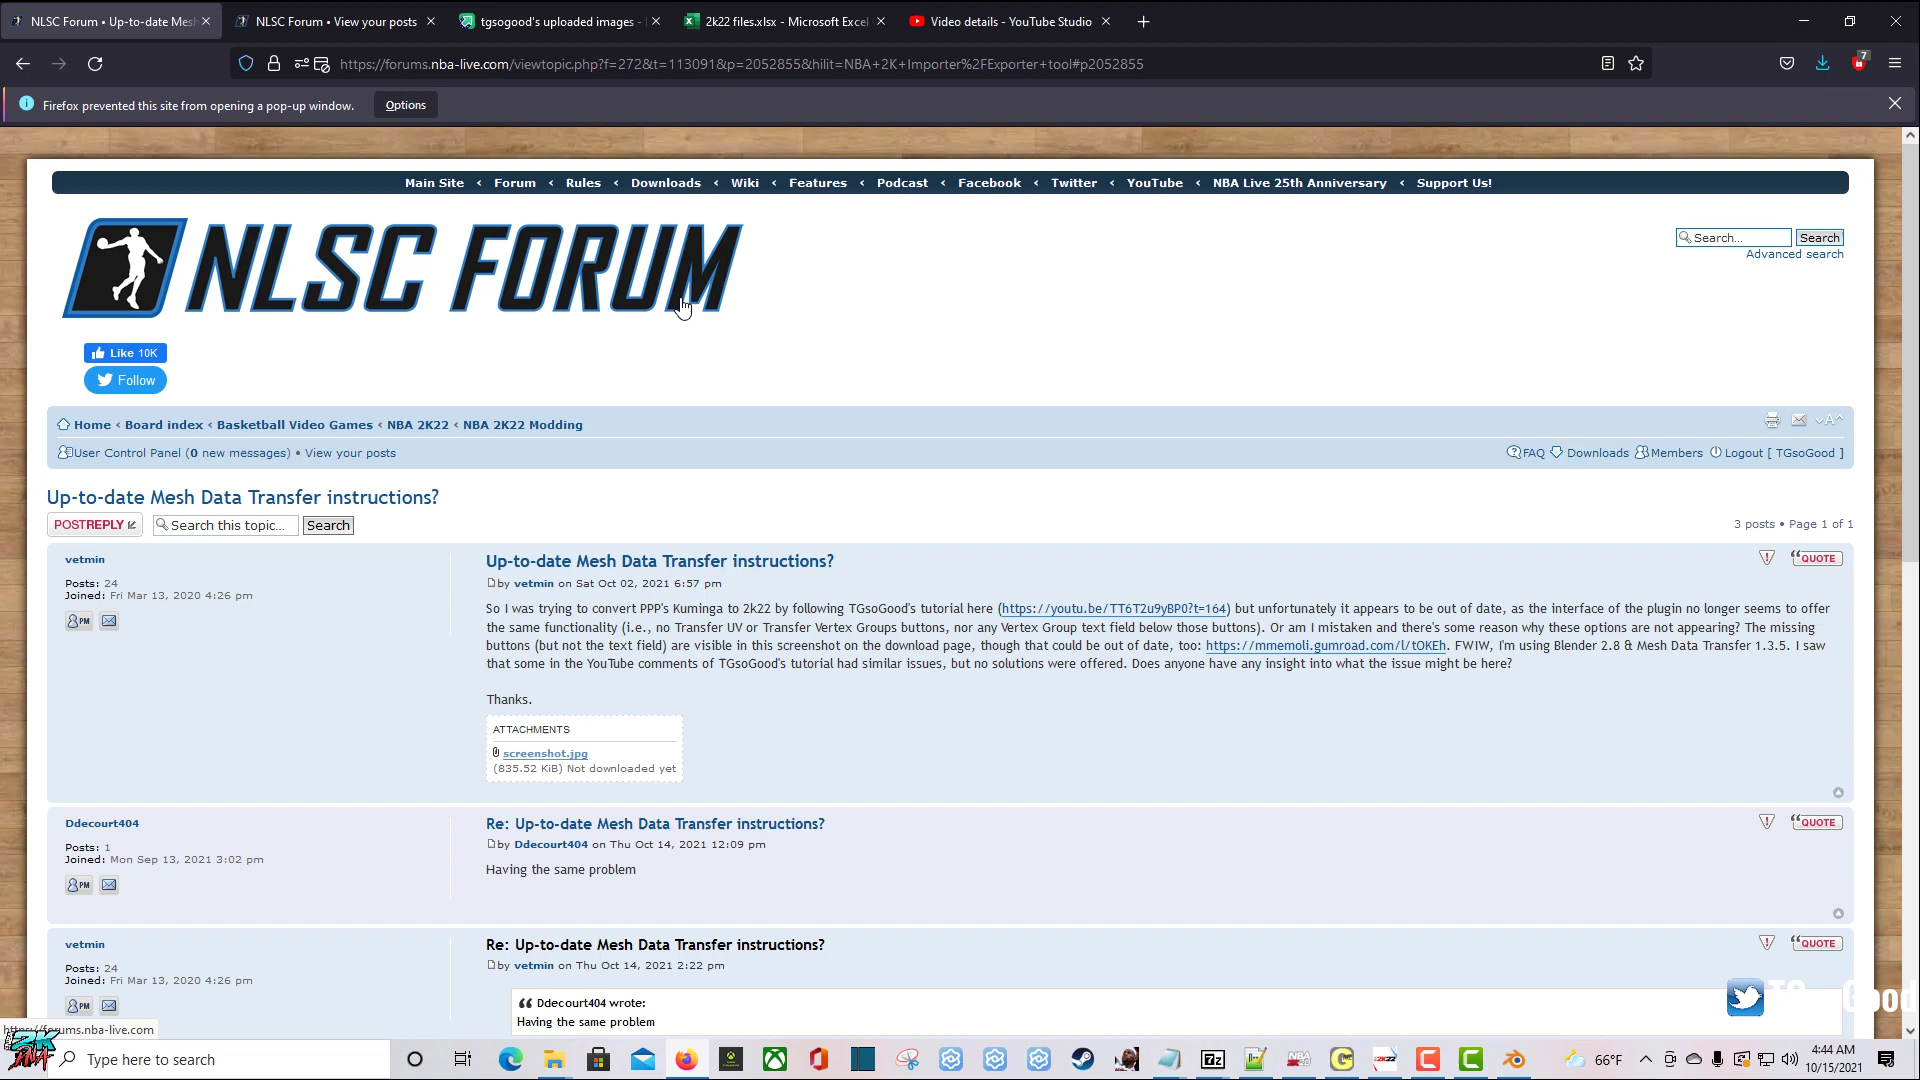 NLSC Forum • Up-to-date Mesh
NLSC Forum • View your posts
tgsogood's uploaded images -
2k22 files.xlsx - Microsoft Excel
Video details - YouTube Studio
https://forums.nba-live.com/viewtopic.php?f=272&t=113091&p=2052855&hilit=NBA+2K+Importer%2FExporter+tool#p2052855
7
Firefox prevented this site from opening a pop-up window. Options
Main Site ‹ Forum ‹ Rules ‹ Downloads ‹ Wiki ‹ Features ‹ Podcast ‹ Facebook ‹ Twitter ‹ YouTube ‹ NBA Live 25th Anniversary ‹ Support Us!
NLSC FORUM
Search... Search
Advanced search
Like 10K
Follow
Home ‹ Board index ‹ Basketball Video Games ‹ NBA 2K22 ‹ NBA 2K22 Modding
User Control Panel (0 new messages) • View your posts
FAQ Downloads Members Logout [ TGsoGood ]
Up-to-date Mesh Data Transfer instructions?
POSTREPLY Search this topic... Search
3 posts • Page 1 of 1
vetmin
Posts: 24
Joined: Fri Mar 13, 2020 4:26 pm
PM
Up-to-date Mesh Data Transfer instructions?
QUOTE
by vetmin on Sat Oct 02, 2021 6:57 pm
So I was trying to convert PPP's Kuminga to 2k22 by following TGsoGood's tutorial here (https://youtu.be/TT6T2u9yBP0?t=164) but unfortunately it appears to be out of date, as the interface of the plugin no longer seems to offer
the same functionality (i.e., no Transfer UV or Transfer Vertex Groups buttons, nor any Vertex Group text field below those buttons). Or am I mistaken and there's some reason why these options are not appearing? The missing
buttons (but not the text field) are visible in this screenshot on the download page, though that could be out of date, too: https://mmemoli.gumroad.com/l/tOKEh. FWIW, I'm using Blender 2.8 & Mesh Data Transfer 1.3.5. I saw
that some in the YouTube comments of TGsoGood's tutorial had similar issues, but no solutions were offered. Does anyone have any insight into what the issue might be here?
Thanks.
ATTACHMENTS
screenshot.jpg
(835.52 KiB) Not downloaded yet
Ddecourt404
Posts: 1
Joined: Mon Sep 13, 2021 3:02 pm
PM
Re: Up-to-date Mesh Data Transfer instructions?
QUOTE
by Ddecourt404 on Thu Oct 14, 2021 12:09 pm
Having the same problem
vetmin
Posts: 24
Joined: Fri Mar 13, 2020 4:26 pm
PM
Re: Up-to-date Mesh Data Transfer instructions?
QUOTE
by vetmin on Thu Oct 14, 2021 2:22 pm
Ddecourt404 wrote:
Having the same problem
https://forums.nba-live.com
Type here to search
66°F
4:44 AM
10/15/2021